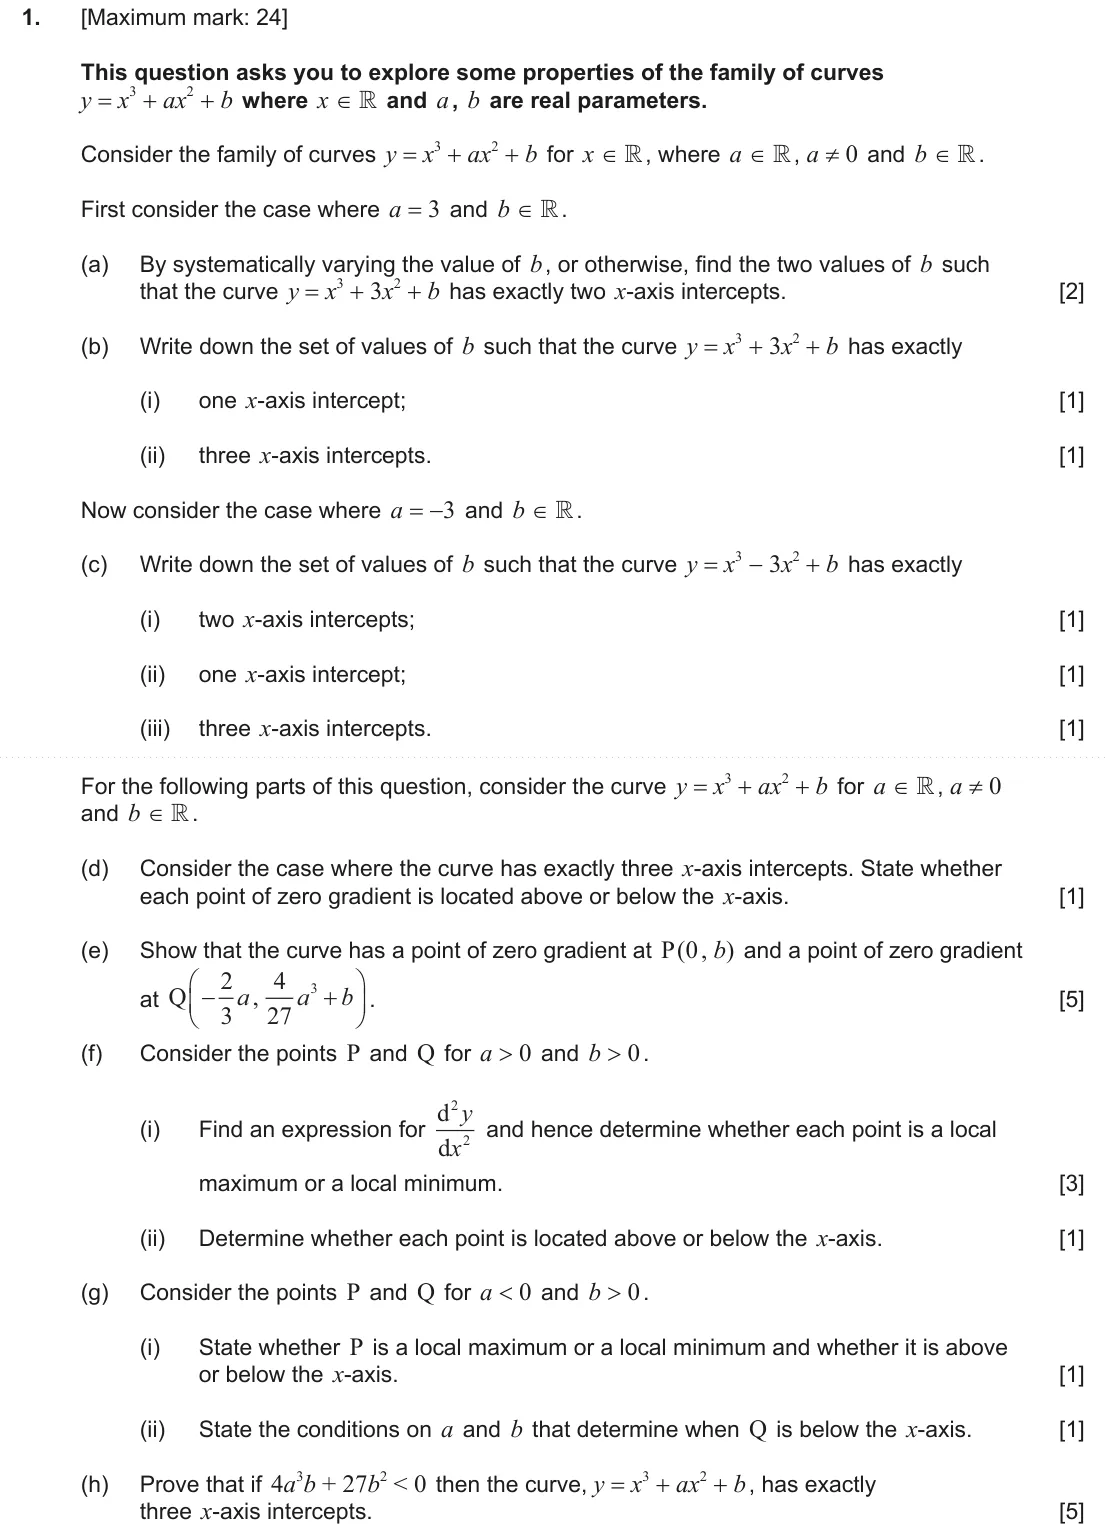 1. [Maximum mark: 24]
This question asks you to explore some properties of the family of curves
y = x³ + ax² + b where x ∈ ℝ and a, b are real parameters.
Consider the family of curves y = x³ + ax² + b for x ∈ ℝ, where a ∈ ℝ, a ≠ 0 and b ∈ ℝ.
First consider the case where a = 3 and b ∈ ℝ.
(a) By systematically varying the value of b, or otherwise, find the two values of b such
that the curve y = x³ + 3x² + b has exactly two x-axis intercepts. [2]
(b) Write down the set of values of b such that the curve y = x³ + 3x² + b has exactly
(i) one x-axis intercept; [1]
(ii) three x-axis intercepts. [1]
Now consider the case where a = −3 and b ∈ ℝ.
(c) Write down the set of values of b such that the curve y = x³ − 3x² + b has exactly
(i) two x-axis intercepts; [1]
(ii) one x-axis intercept; [1]
(iii) three x-axis intercepts. [1]
For the following parts of this question, consider the curve y = x³ + ax² + b for a ∈ ℝ, a ≠ 0
and b ∈ ℝ.
(d) Consider the case where the curve has exactly three x-axis intercepts. State whether
each point of zero gradient is located above or below the x-axis. [1]
(e) Show that the curve has a point of zero gradient at P(0, b) and a point of zero gradient
at Q(−2/3 a, 4/27 a³ + b). [5]
(f) Consider the points P and Q for a > 0 and b > 0.
(i) Find an expression for d²y/dx² and hence determine whether each point is a local
maximum or a local minimum. [3]
(ii) Determine whether each point is located above or below the x-axis. [1]
(g) Consider the points P and Q for a < 0 and b > 0.
(i) State whether P is a local maximum or a local minimum and whether it is above
or below the x-axis. [1]
(ii) State the conditions on a and b that determine when Q is below the x-axis. [1]
(h) Prove that if 4a³b + 27b² < 0 then the curve, y = x³ + ax² + b, has exactly
three x-axis intercepts. [5]